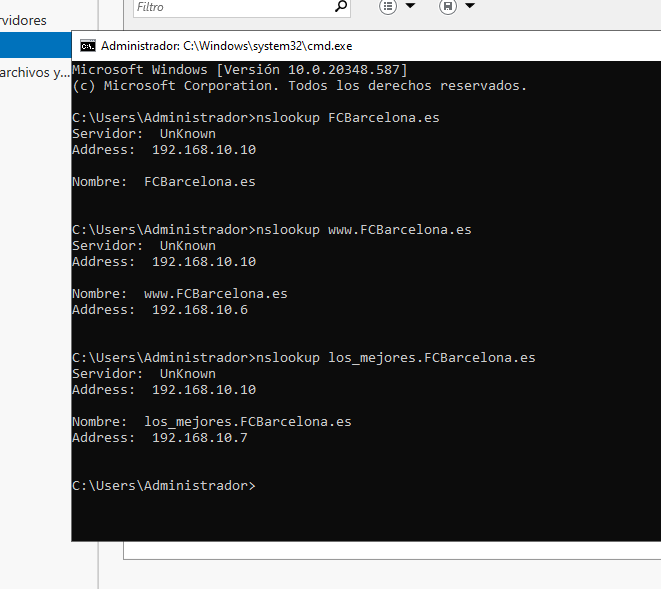 Filtro
rvidores
archivos y...
Administrador: C:\Windows\system32\cmd.exe
Microsoft Windows [Versión 10.0.20348.587]
(c) Microsoft Corporation. Todos los derechos reservados.
C:\Users\Administrador>nslookup FCBarcelona.es
Servidor:  UnKnown
Address:  192.168.10.10
Nombre:  FCBarcelona.es
C:\Users\Administrador>nslookup www.FCBarcelona.es
Servidor:  UnKnown
Address:  192.168.10.10
Nombre:  www.FCBarcelona.es
Address:  192.168.10.6
C:\Users\Administrador>nslookup los_mejores.FCBarcelona.es
Servidor:  UnKnown
Address:  192.168.10.10
Nombre:  los_mejores.FCBarcelona.es
Address:  192.168.10.7
C:\Users\Administrador>